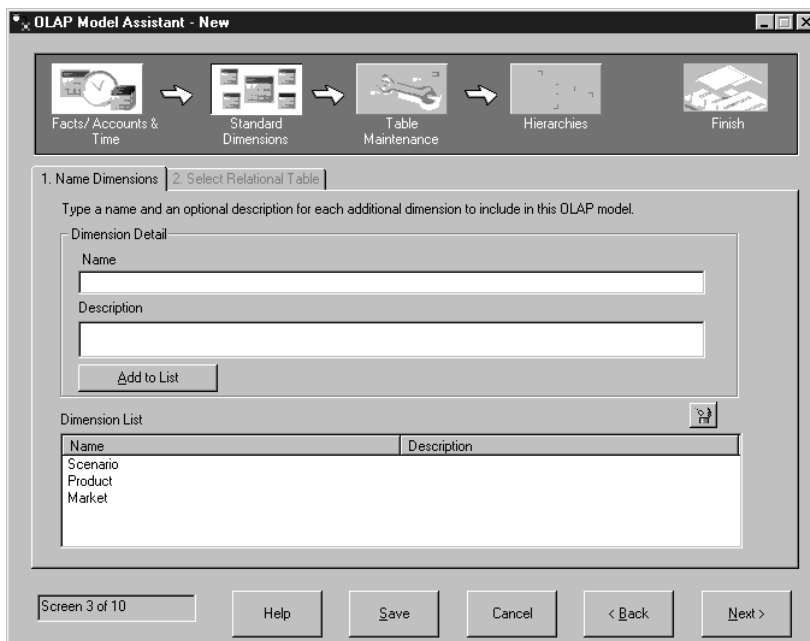 OLAP Model Assistant - New
Facts/ Accounts & Time
Standard Dimensions
Table Maintenance
Hierarchies
Finish
1. Name Dimensions
2. Select Relational Table
Type a name and an optional description for each additional dimension to include in this OLAP model.
Dimension Detail
Name
Description
Add to List
Dimension List
Name Description
Scenario
Product
Market
Screen 3 of 10
Help
Save
Cancel
< Back
Next >